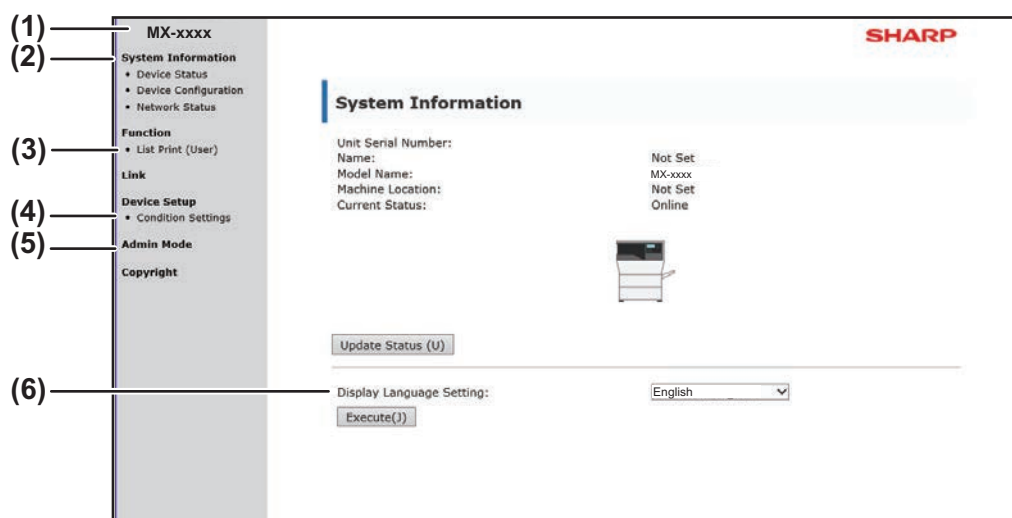 (1)
MX-xxxx
SHARP
(2)
System Information
• Device Status
• Device Configuration
• Network Status
Function
(3)
• List Print (User)
Link
Device Setup
(4)
• Condition Settings
(5)
Admin Mode
Copyright
System Information
Unit Serial Number:
Name: Not Set
Model Name: MX-xxxx
Machine Location: Not Set
Current Status: Online
Update Status (U)
(6)
Display Language Setting: English
Execute(J)